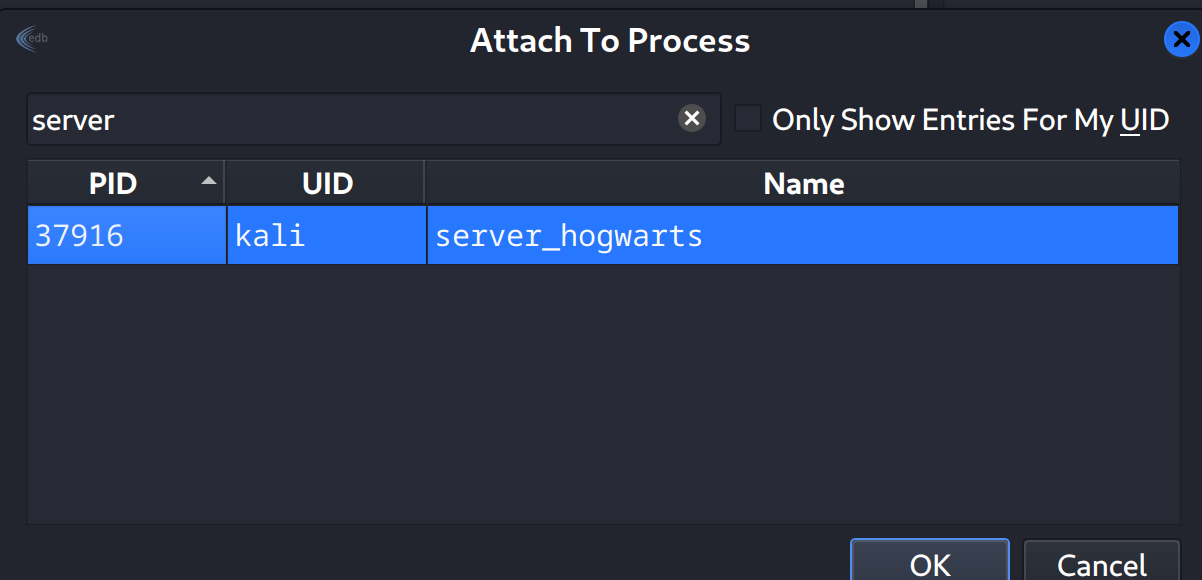 edb
Attach To Process
server
Only Show Entries For My UID
PID UID Name
37916 kali server_hogwarts
OK Cancel